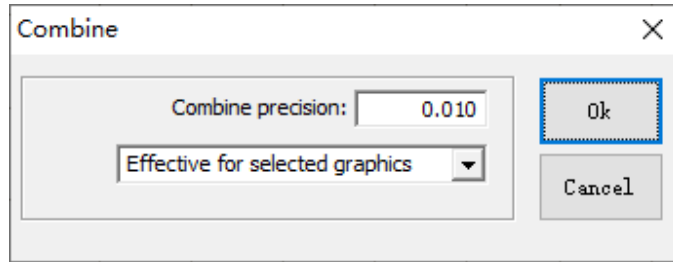 Combine
Combine precision: 0.010
Ok
Effective for selected graphics
Cancel